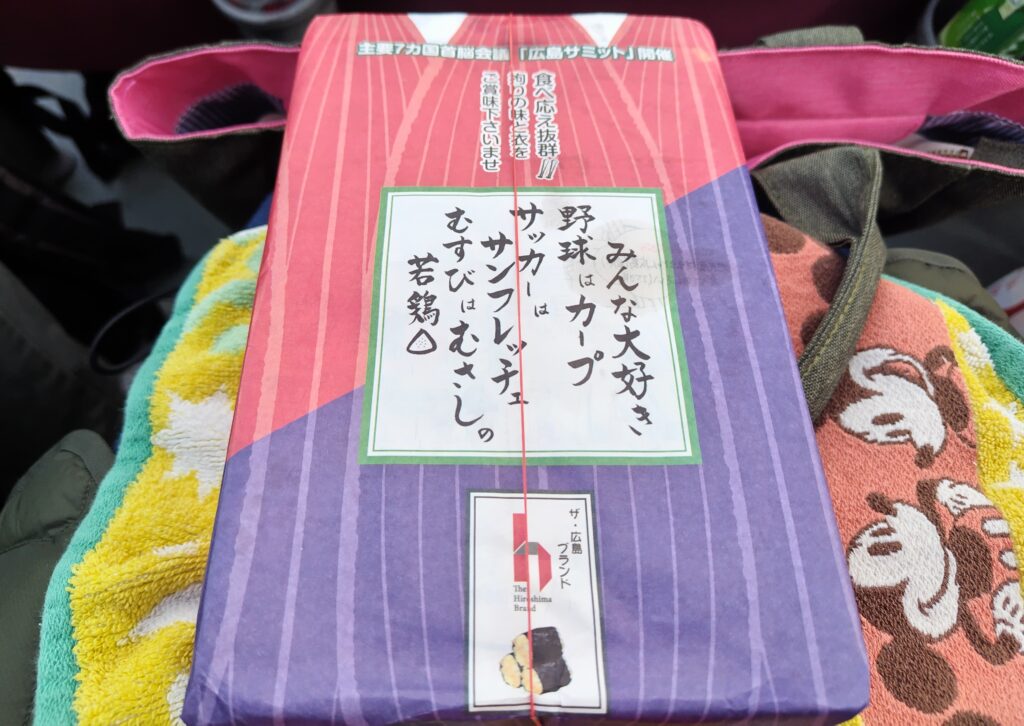 主要7カ国首脳会議 「広島サミット」開催
食べ応え抜群!!
拘りの味と衣を
ご賞味下さいませ
みんな大好き
野球はカープ
サッカーは
サンフレッチェ
むすびはむさしの
若鶏
ザ・広島
ブランド
The
Hiroshima
Brand